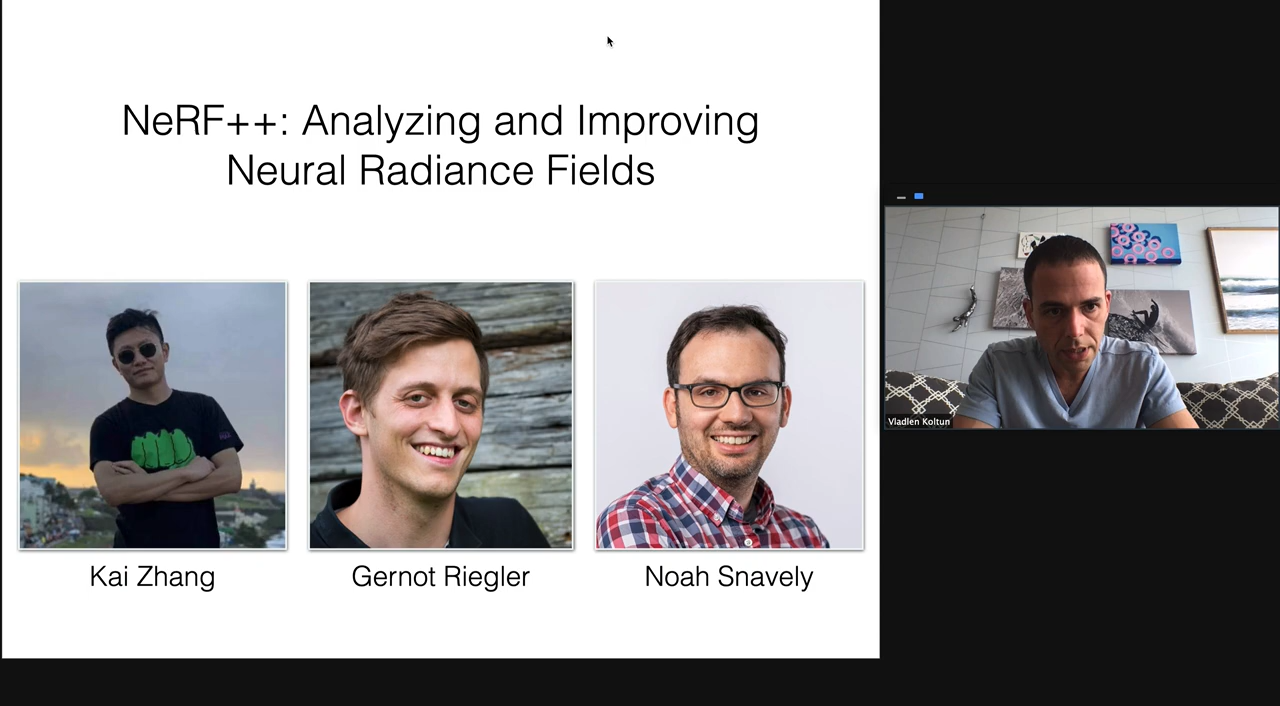 NeRF++: Analyzing and Improving
Neural Radiance Fields
Kai Zhang
Gernot Riegler
Noah Snavely
Vladlen Koltun